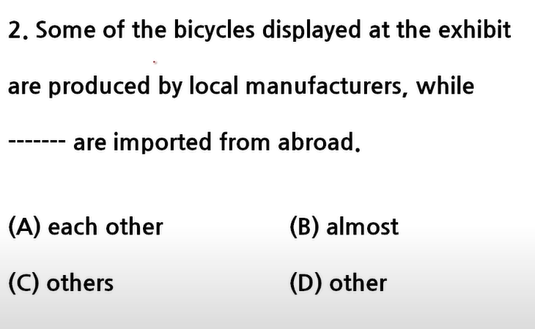 2. Some of the bicycles displayed at the exhibit
are produced by local manufacturers, while
------- are imported from abroad.
(A) each other
(B) almost
(C) others
(D) other